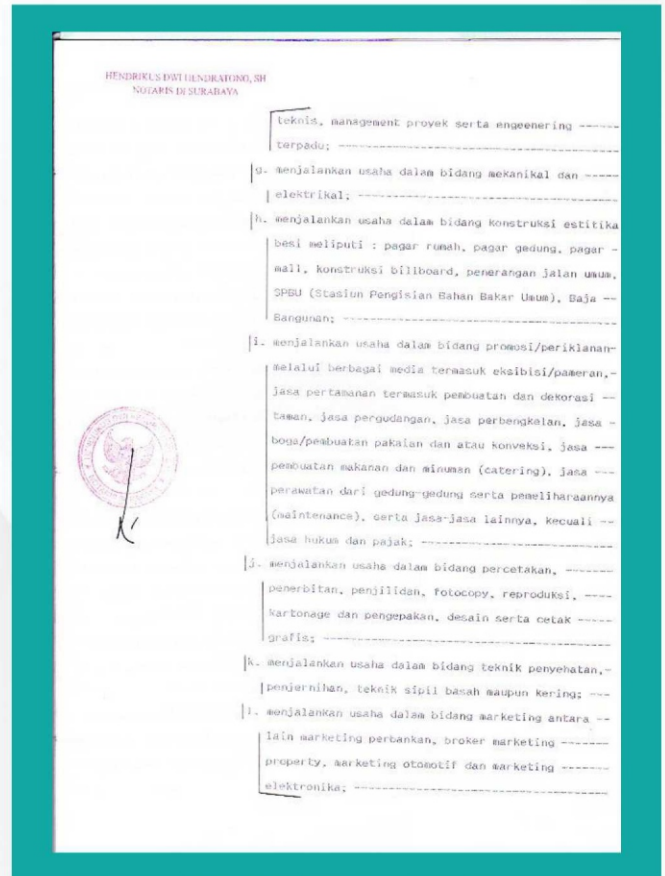 HENDRIKUS DWI HENDRATONO, SH
NOTARIS DI SURABAYA
teknis, management proyek serta engeenering ------
terpadu; ------------------------------------
g. menjalankan usaha dalam bidang mekanikal dan -----
elektrikal; ---------------------------------
h. menjalankan usaha dalam bidang konstruksi estitika
besi meliputi : pagar rumah, pagar gedung, pagar -
mall, konstruksi billboard, penerangan jalan umum,
SPBU (Stasiun Pengisian Bahan Bakar Umum), Baja --
Bangunan; -----------------------------------
i. menjalankan usaha dalam bidang promosi/periklanan-
melalui berbagai media termasuk eksibisi/pameran,-
jasa pertamanan termasuk pembuatan dan dekorasi --
taman, jasa pergudangan, jasa perbengkelan, jasa -
boga/pembuatan pakaian dan atau konveksi, jasa ---
pembuatan makanan dan minuman (catering), jasa ---
perawatan dari gedung-gedung serta pemeliharaannya
(maintenance), serta jasa-jasa lainnya, kecuali --
jasa hukum dan pajak; -------------------------
j. menjalankan usaha dalam bidang percetakan, -------
penerbitan, penjilidan, fotocopy, reproduksi, ----
kartonage dan pengepakan, desain serta cetak -----
grafis; --------------------------------------
k. menjalankan usaha dalam bidang teknik penyehatan,-
penjernihan, teknik sipil basah maupun kering; ---
l. menjalankan usaha dalam bidang marketing antara --
lain marketing perbankan, broker marketing -------
property, marketing otomotif dan marketing -------
elektronika; ---------------------------------